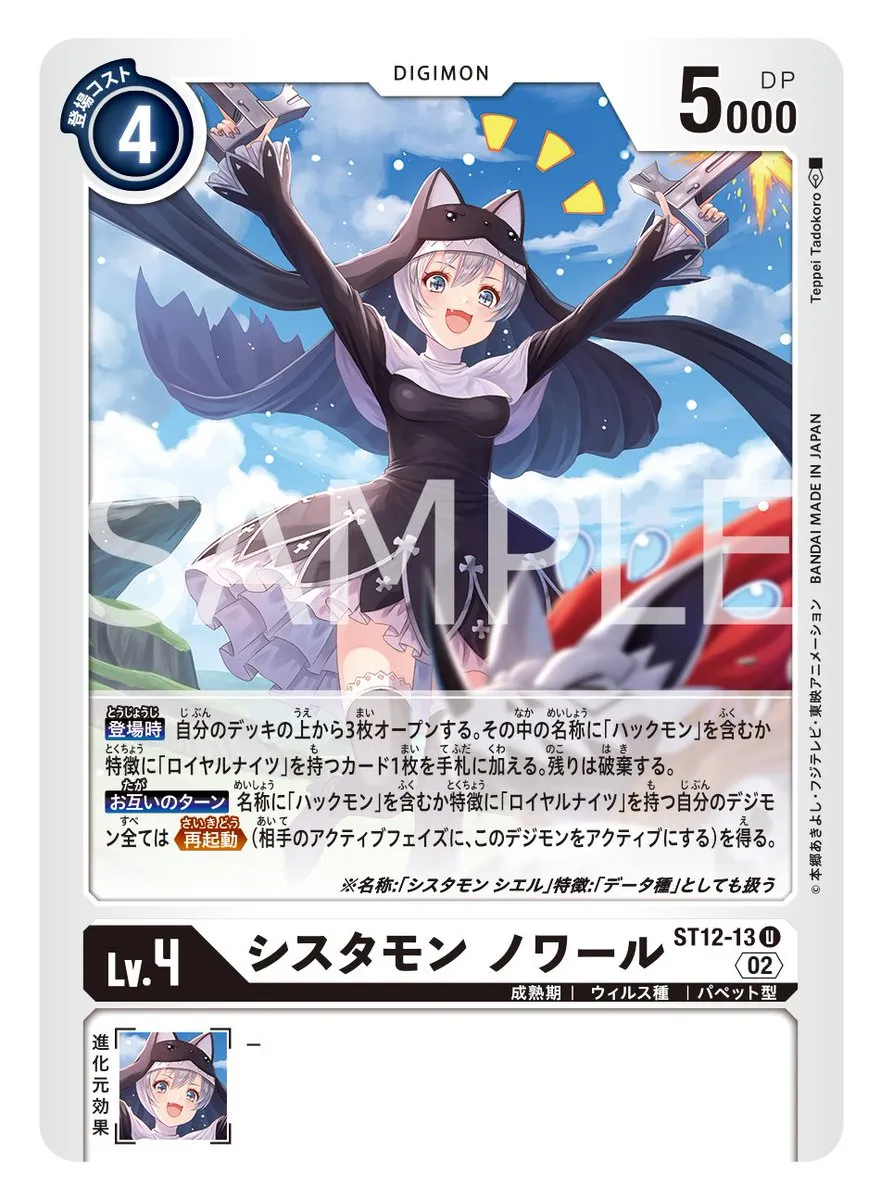 登場コスト
4
DIGIMON
5000
DP
Teppei Tadokoro
©本郷あきよし・フジテレビ・東映アニメーション BANDAI MADE IN JAPAN
SAMPLE
登場時 自分のデッキの上から3枚オープンする。その中の名称に「ハックモン」を含むか
特徴に「ロイヤルナイツ」を持つカード1枚を手札に加える。残りは破棄する。
お互いのターン 名称に「ハックモン」を含むか特徴に「ロイヤルナイツ」を持つ自分のデジモ
ン全ては 再起動 (相手のアクティブフェイズに、このデジモンをアクティブにする)を得る。
※名称:「シスタモン シエル」特徴:「データ種」としても扱う
Lv.4
シスタモン ノワール
ST12-13 U
02
成熟期 | ウィルス種 | パペット型
進化元効果
–